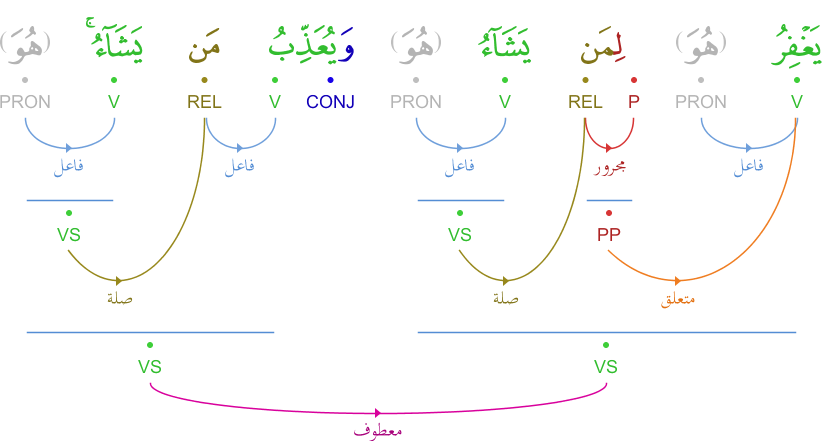 يَغْفِرُ (هُوَ) لِمَن يَشَآءُ (هُوَ) وَيُعَذِّبُ مَن يَشَآءُ ۚ (هُوَ)
V PRON P REL V PRON CONJ V REL V PRON
فاعل مجرور فاعل فاعل فاعل
PP VS VS
متعلق صلة صلة
VS VS
معطوف